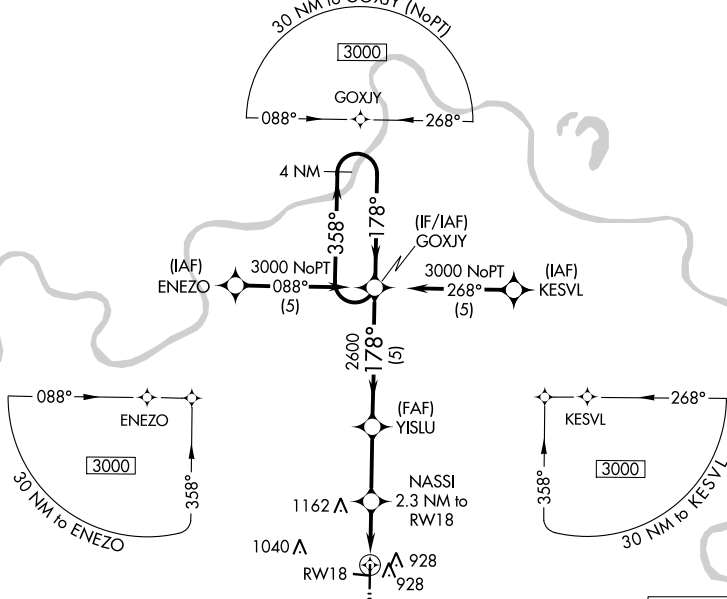 30 NM to GOXJY (NoPT)
3000
GOXJY
088°
268°
4 NM
358°
178°
(IF/IAF)
GOXJY
(IAF)
ENEZO
3000 NoPT
088°
(5)
3000 NoPT
268°
(5)
(IAF)
KESVL
2600
178°
(5)
088°
ENEZO
3000
358°
30 NM to ENEZO
268°
KESVL
3000
358°
30 NM to KESVL
(FAF)
YISLU
NASSI
2.3 NM to
RW18
1162
1040
928
RW18
928